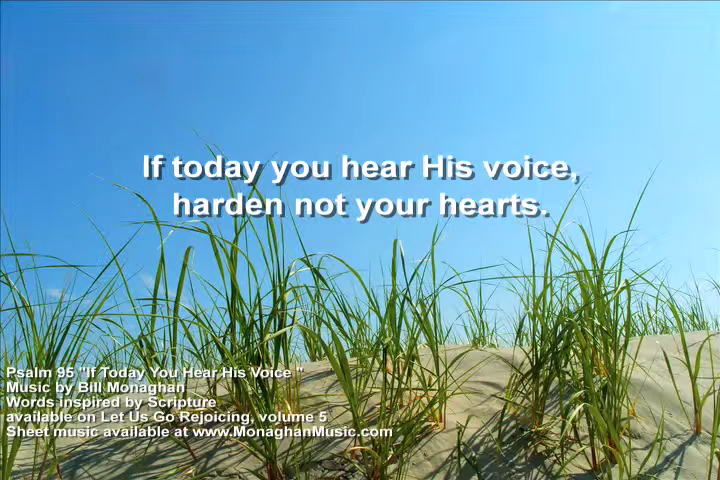 If today you hear His voice,
harden not your hearts.
Psalm 95 "If Today You Hear His Voice "
Music by Bill Monaghan
Words inspired by Scripture
available on Let Us Go Rejoicing, volume 5
Sheet music available at www.MonaghanMusic.com